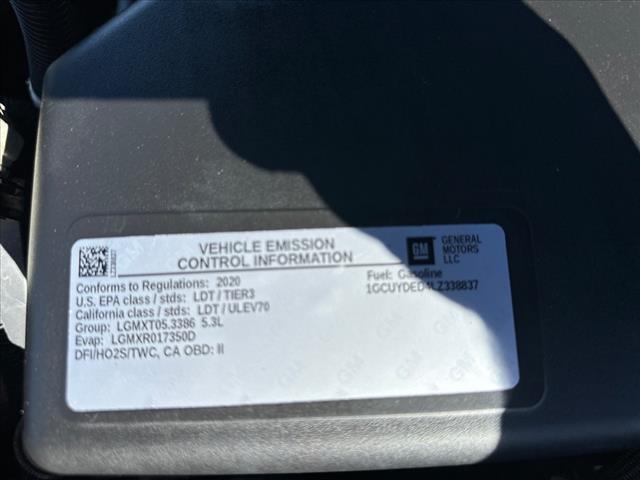 VEHICLE EMISSION
CONTROL INFORMATION
GM
GENERAL
MOTORS
LLC
Conforms to Regulations: 2020
U.S. EPA class / stds: LDT / TIER3
California class / stds: LDT / ULEV70
Group: LGMXT05.3386 5.3L
Evap: LGMXR017350D
DFI/HO2S/TWC, CA OBD: II
Fuel: Gasoline
1GCUYDED4LZ338837